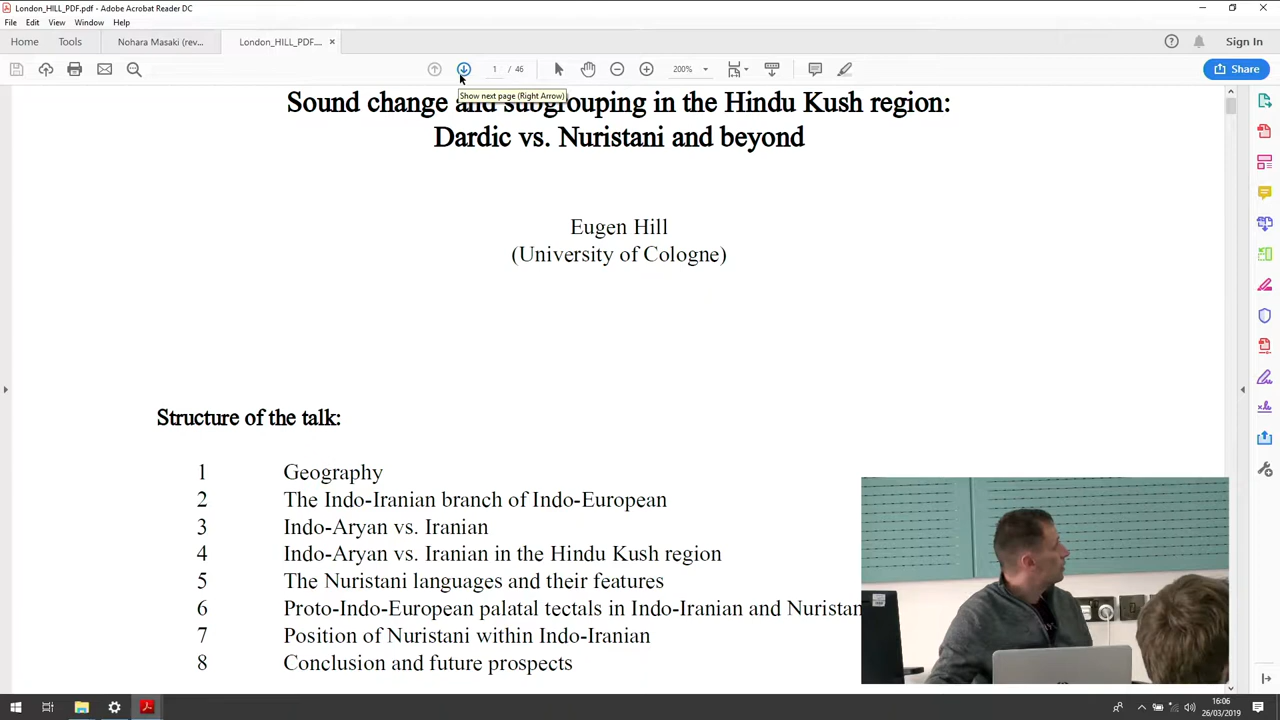 London_HILL_PDF.pdf - Adobe Acrobat Reader DC
File Edit View Window Help
Home Tools Nohara Masaki (rev... London_HILL_PDF.... × Sign In
1 / 46 200% Share
Show next page (Right Arrow)
Sound change and subgrouping in the Hindu Kush region:
Dardic vs. Nuristani and beyond
Eugen Hill
(University of Cologne)
Structure of the talk:
1 Geography
2 The Indo-Iranian branch of Indo-European
3 Indo-Aryan vs. Iranian
4 Indo-Aryan vs. Iranian in the Hindu Kush region
5 The Nuristani languages and their features
6 Proto-Indo-European palatal tectals in Indo-Iranian and Nuristan
7 Position of Nuristani within Indo-Iranian
8 Conclusion and future prospects
16:06
26/03/2019